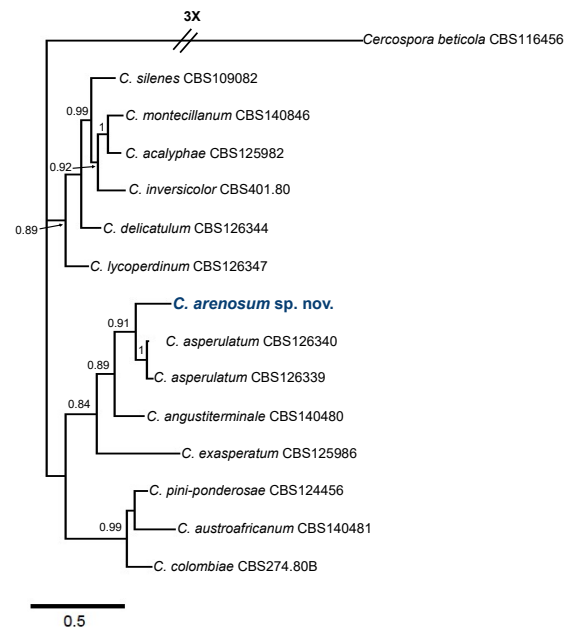 3X
Cercospora beticola CBS116456
C. silenes CBS109082
0.99
C. montecillanum CBS140846
1
C. acalyphae CBS125982
0.92
C. inversicolor CBS401.80
C. delicatulum CBS126344
0.89
C. lycoperdinum CBS126347
C. arenosum sp. nov.
0.91
C. asperulatum CBS126340
1
C. asperulatum CBS126339
0.89
C. angustiterminale CBS140480
0.84
C. exasperatum CBS125986
C. pini-ponderosae CBS124456
0.99
C. austroafricanum CBS140481
C. colombiae CBS274.80B
0.5